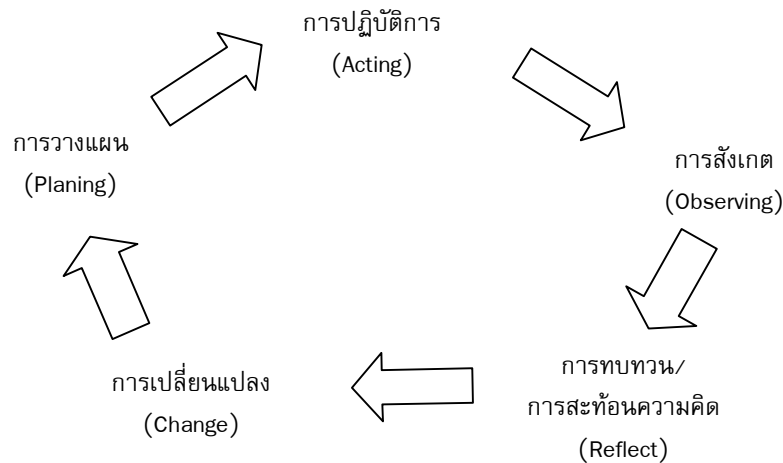 การปฏิบัติการ
(Acting)
การวางแผน
(Planing)
การสังเกต
(Observing)
การทบทวน/
การสะท้อนความคิด
(Reflect)
การเปลี่ยนแปลง
(Change)